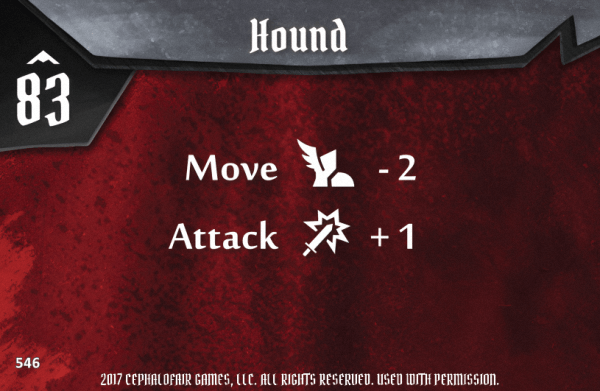 Hound
83
Move - 2
Attack + 1
546
2017 CEPHALOFAIR GAMES, LLC. ALL RIGHTS RESERVED. USED WITH PERMISSION.